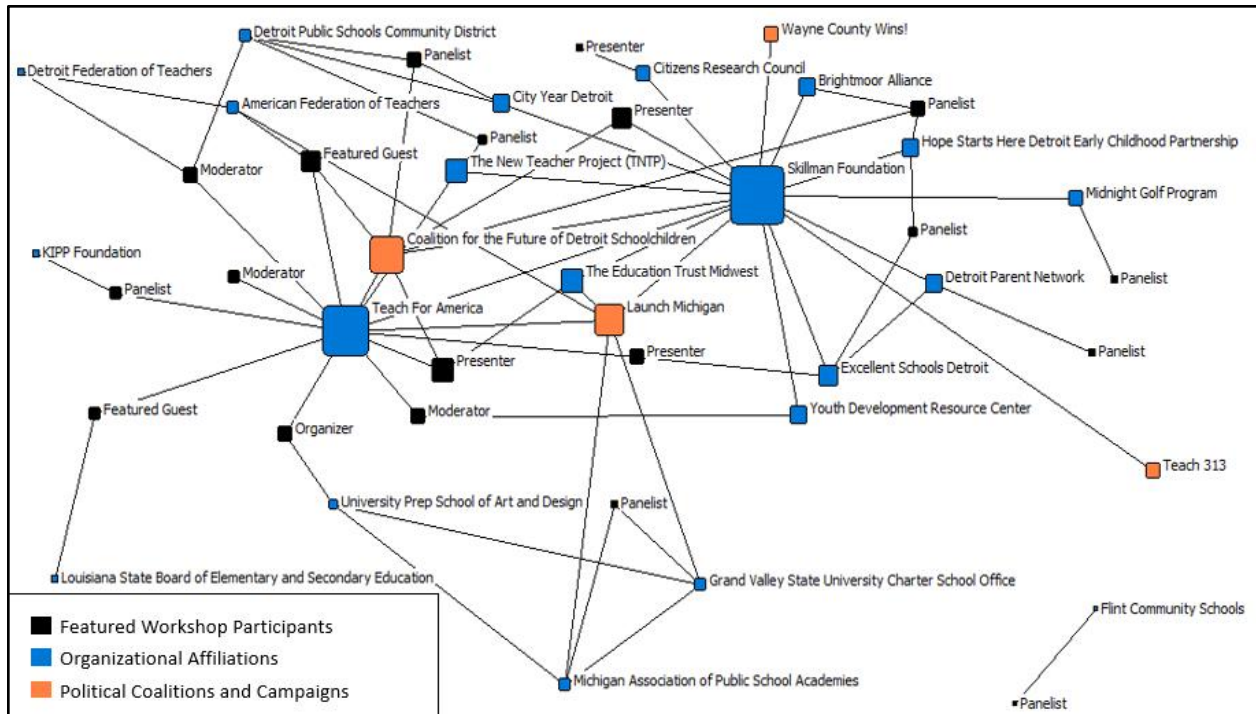 Wayne County Wins!
Detroit Public Schools Community District
Presenter
Panelist
Citizens Research Council
Detroit Federation of Teachers
Brightmoor Alliance
City Year Detroit
American Federation of Teachers
Panelist
Presenter
Panelist
Hope Starts Here Detroit Early Childhood Partnership
Featured Guest
The New Teacher Project (TNTP)
Skillman Foundation
Moderator
Midnight Golf Program
Panelist
Coalition for the Future of Detroit Schoolchildren
KIPP Foundation
Moderator
The Education Trust Midwest
Detroit Parent Network
Panelist
Panelist
Teach For America
Launch Michigan
Presenter
Presenter
Panelist
Excellent Schools Detroit
Featured Guest
Moderator
Youth Development Resource Center
Organizer
Teach 313
University Prep School of Art and Design
Panelist
Louisiana State Board of Elementary and Secondary Education
Grand Valley State University Charter School Office
Flint Community Schools
Featured Workshop Participants
Organizational Affiliations
Political Coalitions and Campaigns
Michigan Association of Public School Academies
Panelist